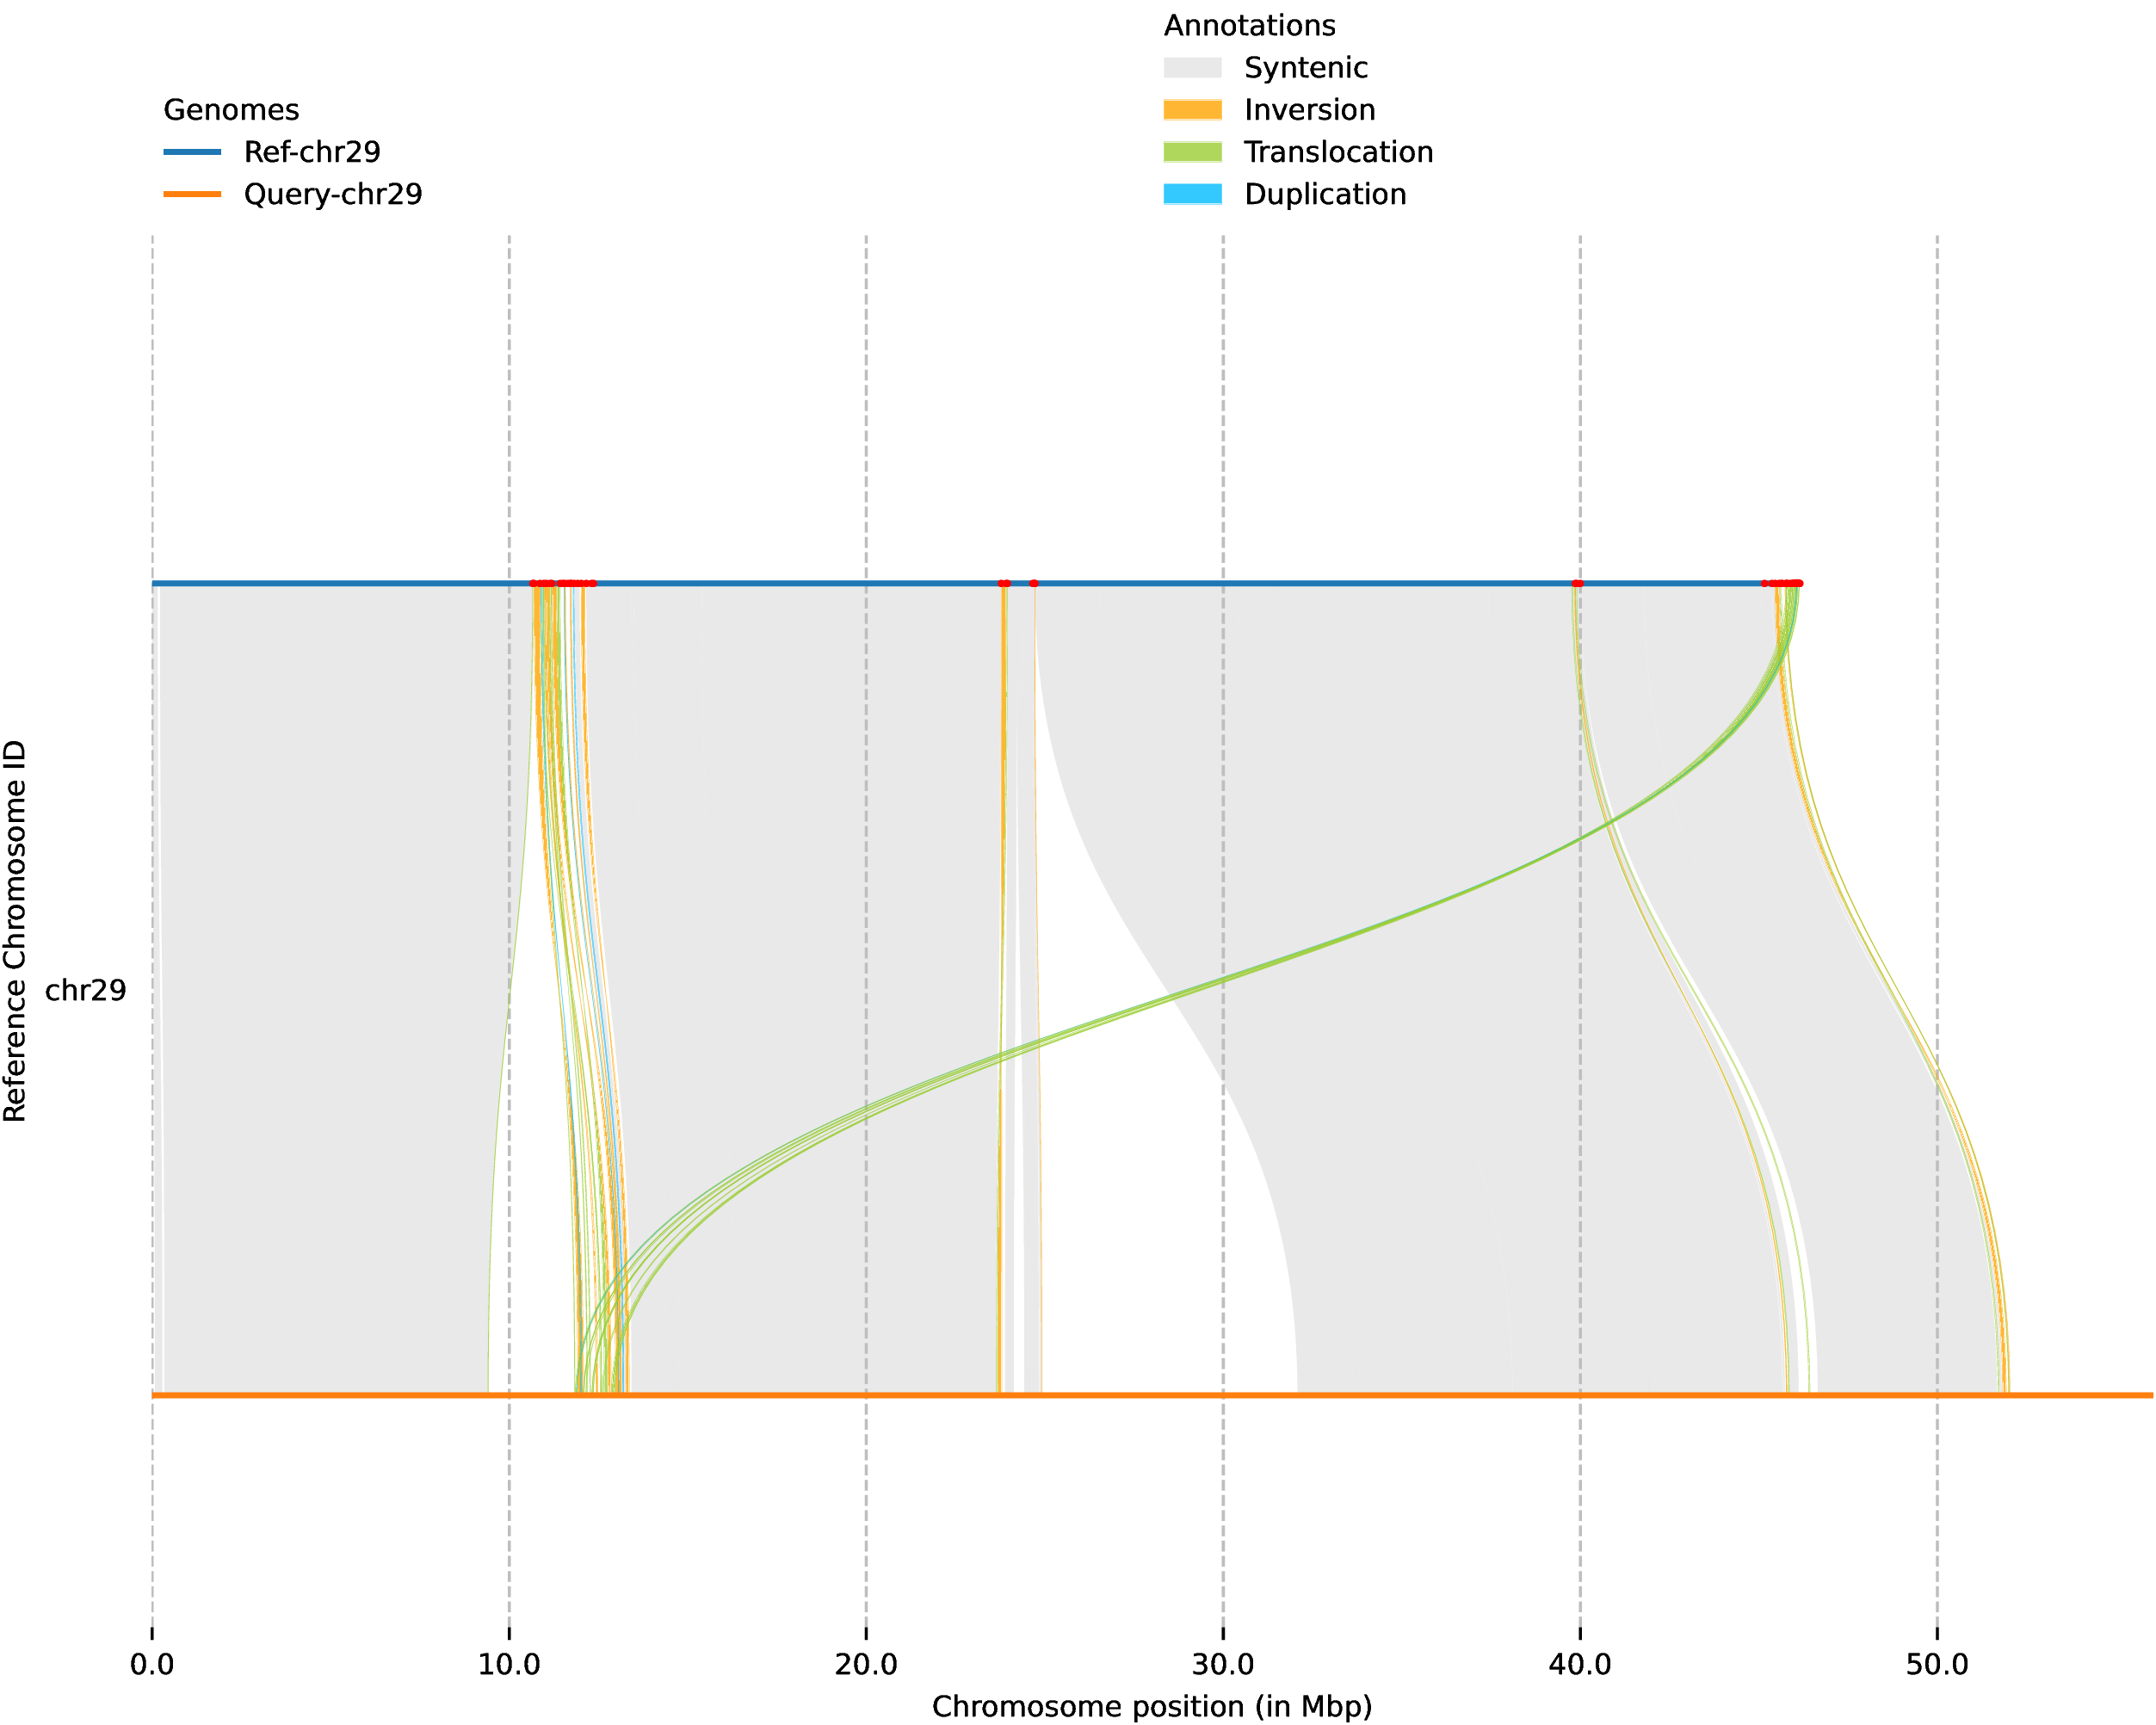 Genomes
Ref-chr29
Query-chr29
Annotations
Syntenic
Inversion
Translocation
Duplication
Reference Chromosome ID
chr29
0.0 10.0 20.0 30.0 40.0 50.0
Chromosome position (in Mbp)